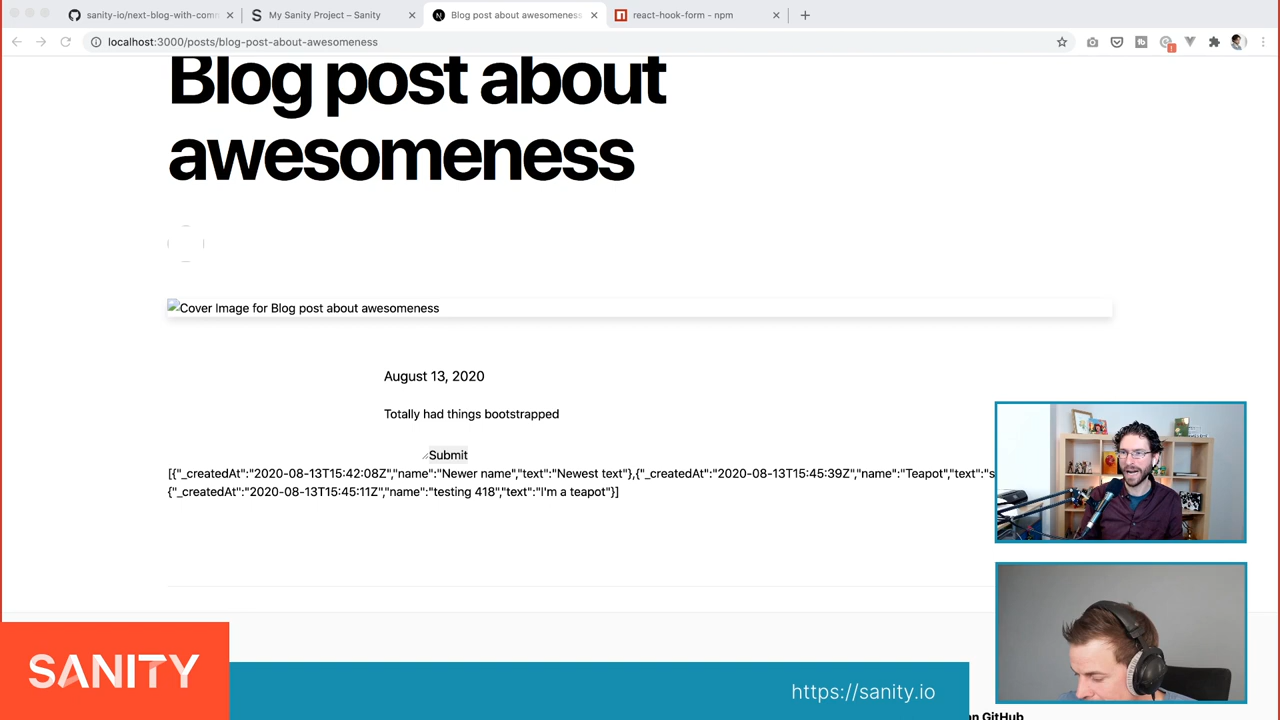 sanity-io/next-blog-with-comm
My Sanity Project – Sanity
Blog post about awesomeness
react-hook-form - npm
localhost:3000/posts/blog-post-about-awesomeness
Blog post about
awesomeness
Cover Image for Blog post about awesomeness
August 13, 2020
Totally had things bootstrapped
Submit
[{"_createdAt":"2020-08-13T15:42:08Z","name":"Newer name","text":"Newest text"},{"_createdAt":"2020-08-13T15:45:39Z","name":"Teapot","text":"s
{"_createdAt":"2020-08-13T15:45:11Z","name":"testing 418","text":"I'm a teapot"}]
SANITY
https://sanity.io
on GitHub